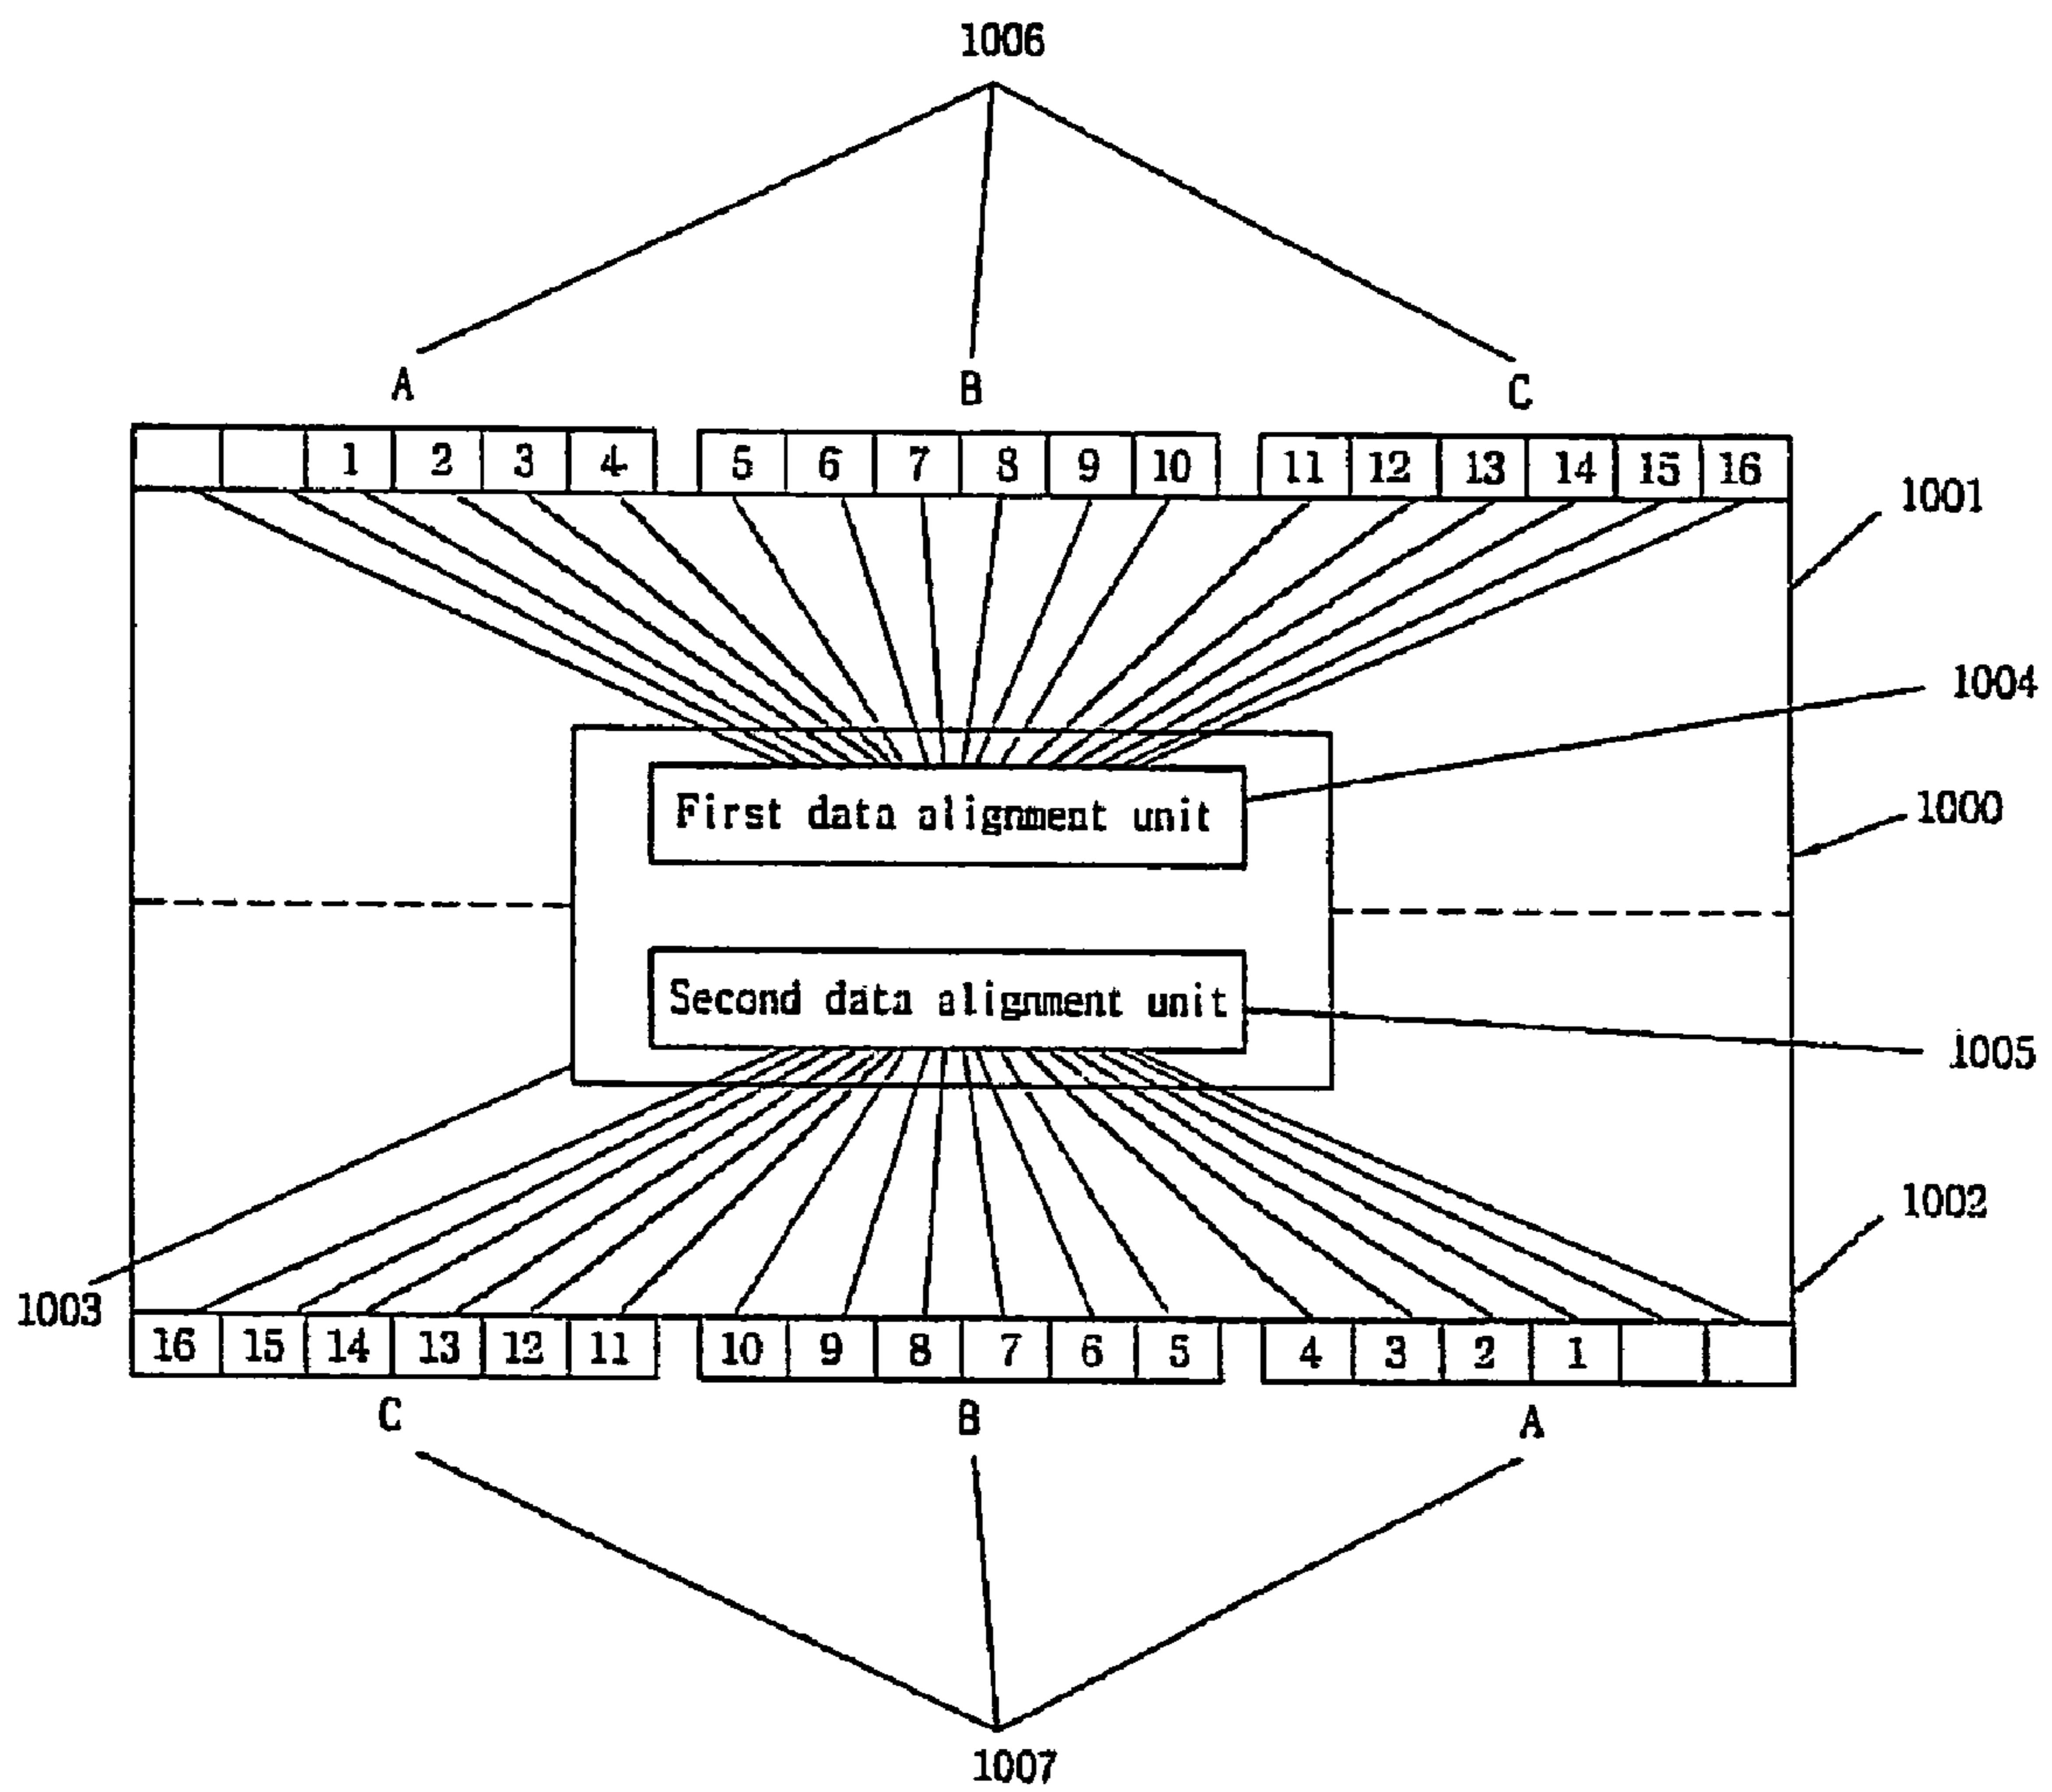 1006
A B C
1 2 3 4 5 6 7 8 9 10 11 12 13 14 15 16
1001
1004
First data alignment unit
1000
Second data alignment unit
1005
1002
1003
16 15 14 13 12 11 10 9 8 7 6 5 4 3 2 1
C B A
1007